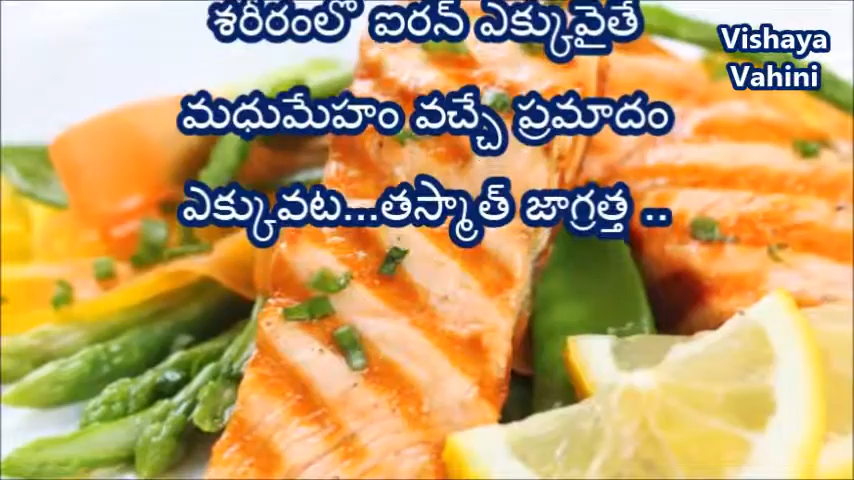 శరీరంలో ఐరన్ ఎక్కువైతే
Vishaya
Vahini
మధుమేహం వచ్చే ప్రమాదం
ఎక్కువట...తస్మాత్ జాగ్రత్త ..